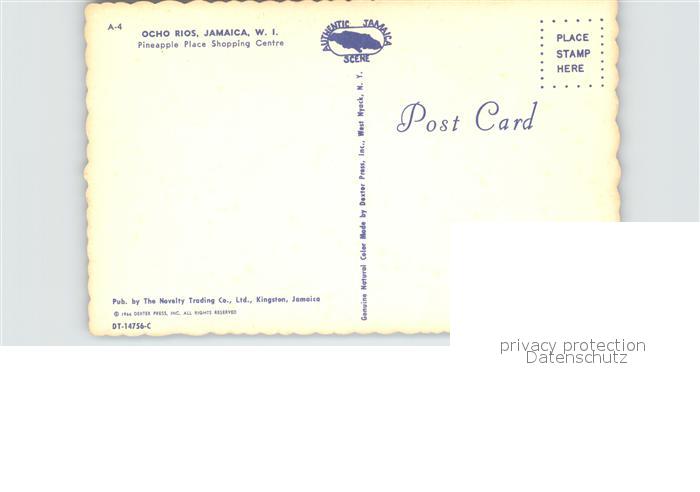 A-4
OCHO RIOS, JAMAICA, W. I.
Pineapple Place Shopping Centre
AUTHENTIC JAMAICA
SCENE
PLACE
STAMP
HERE
Post Card
Genuine Natural Color Made by Dexter Press, Inc., West Nyack, N. Y.
Pub. by The Novelty Trading Co., Ltd., Kingston, Jamaica
© 1966 DEXTER PRESS, INC. ALL RIGHTS RESERVED
DT-14756-C
privacy protection
Datenschutz